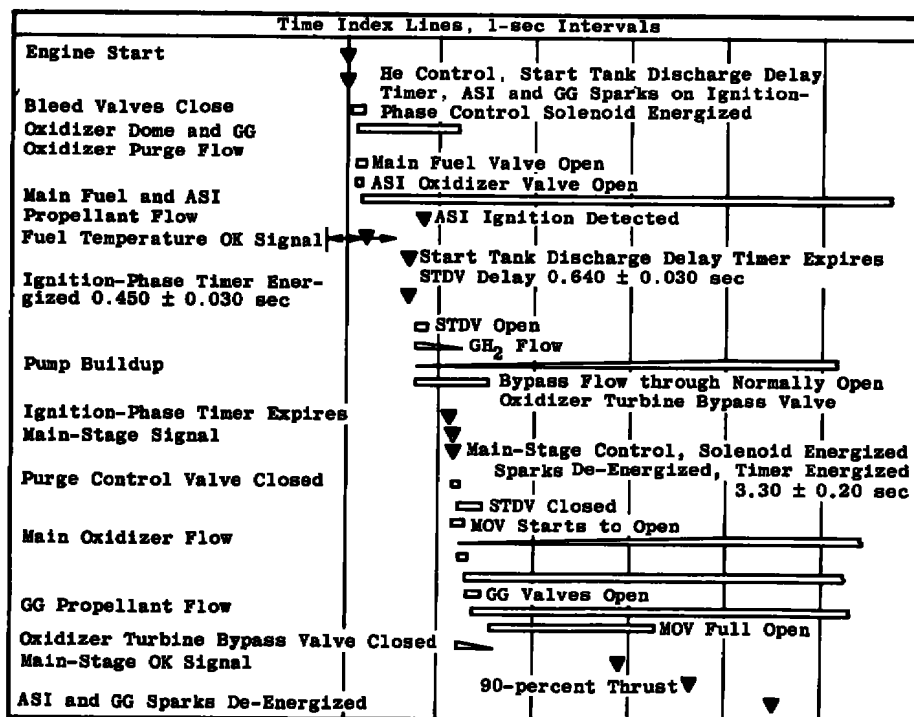 Time Index Lines, 1-sec Intervals
Engine Start
He Control, Start Tank Discharge Delay
Timer, ASI and GG Sparks on Ignition-
Phase Control Solenoid Energized
Bleed Valves Close
Oxidizer Dome and GG
Oxidizer Purge Flow
Main Fuel Valve Open
ASI Oxidizer Valve Open
Main Fuel and ASI
Propellant Flow
ASI Ignition Detected
Fuel Temperature OK Signal
Start Tank Discharge Delay Timer Expires
STDV Delay 0.640 ± 0.030 sec
Ignition-Phase Timer Ener-
gized 0.450 ± 0.030 sec
STDV Open
GH2 Flow
Pump Buildup
Bypass Flow through Normally Open
Oxidizer Turbine Bypass Valve
Ignition-Phase Timer Expires
Main-Stage Signal
Main-Stage Control, Solenoid Energized
Sparks De-Energized, Timer Energized
3.30 ± 0.20 sec
Purge Control Valve Closed
STDV Closed
MOV Starts to Open
Main Oxidizer Flow
GG Valves Open
GG Propellant Flow
MOV Full Open
Oxidizer Turbine Bypass Valve Closed
Main-Stage OK Signal
90-percent Thrust
ASI and GG Sparks De-Energized